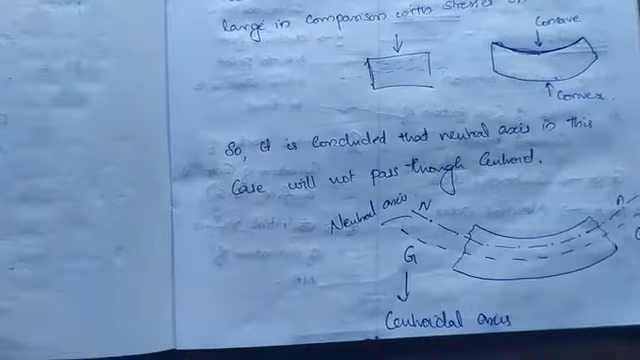 large in comparison with stresses
Concave
Convex
So, it is concluded that neutral axis in this
Case will not pass through Centroid.
Neutral axis N
G
Centroidal axis